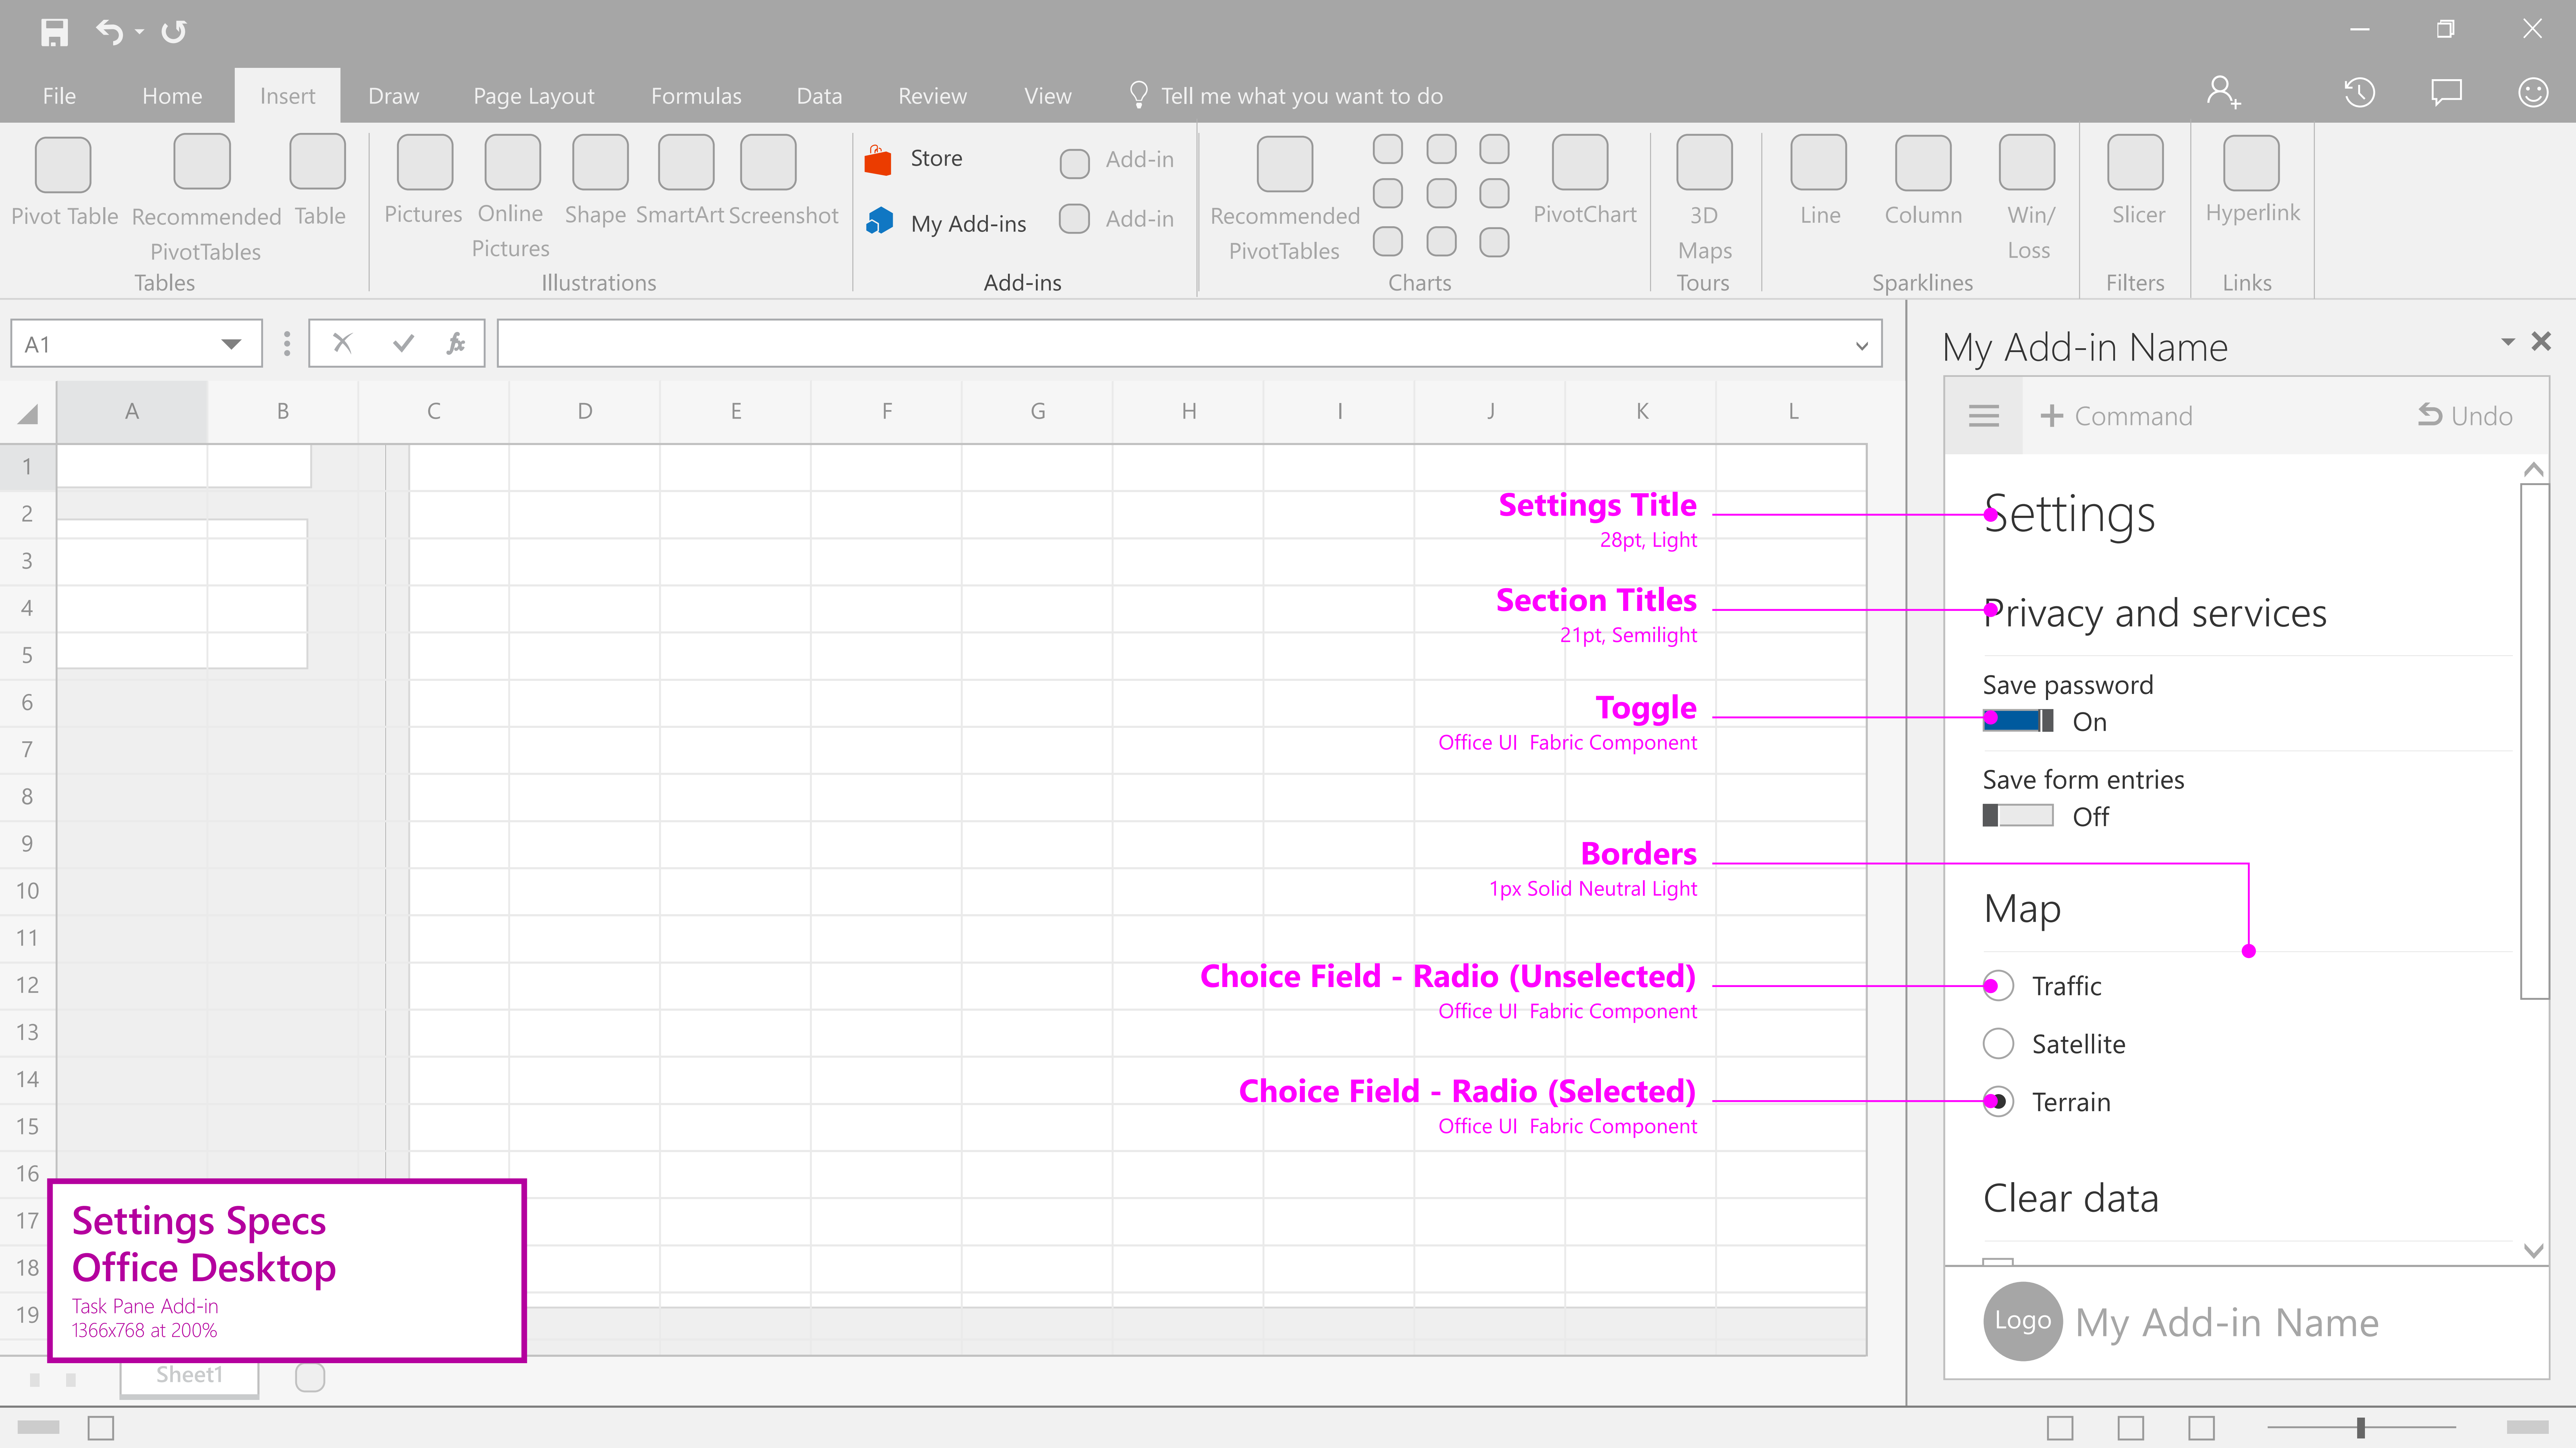 File Home Insert Draw Page Layout Formulas Data Review View Tell me what you want to do
Pivot Table
Recommended
PivotTables
Table
Tables
Pictures
Online
Pictures
Shape
SmartArt
Screenshot
Illustrations
Store
My Add-ins
Add-in
Add-in
Add-ins
Recommended
PivotTables
PivotChart
Charts
3D
Maps
Tours
Line
Column
Win/
Loss
Sparklines
Slicer
Filters
Hyperlink
Links
A1
fx
A B C D E F G H I J K L
1
2
3
4
5
6
7
8
9
10
11
12
13
14
15
16
17
18
19
Settings Title
28pt, Light
Section Titles
21pt, Semilight
Toggle
Office UI Fabric Component
Borders
1px Solid Neutral Light
Choice Field - Radio (Unselected)
Office UI Fabric Component
Choice Field - Radio (Selected)
Office UI Fabric Component
Settings Specs
Office Desktop
Task Pane Add-in
1366x768 at 200%
Sheet1
My Add-in Name
Command
Undo
Settings
Privacy and services
Save password
On
Save form entries
Off
Map
Traffic
Satellite
Terrain
Clear data
Logo
My Add-in Name